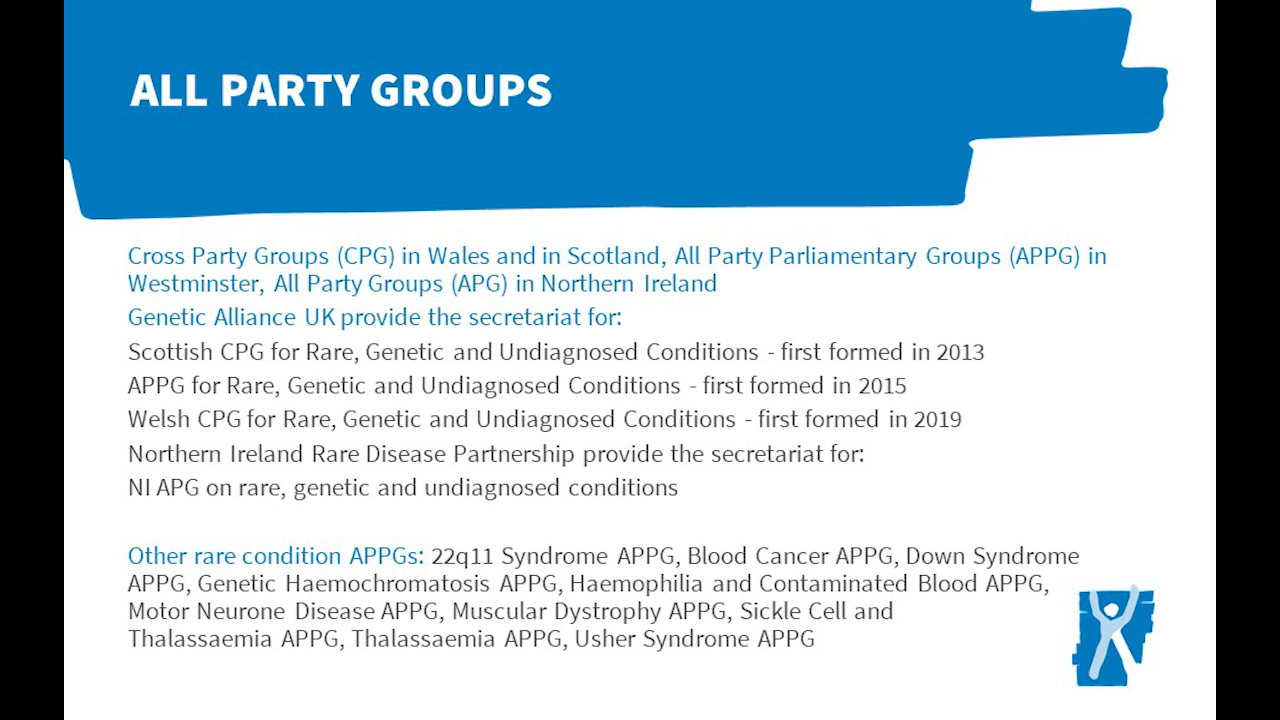 ALL PARTY GROUPS
Cross Party Groups (CPG) in Wales and in Scotland, All Party Parliamentary Groups (APPG) in
Westminster, All Party Groups (APG) in Northern Ireland
Genetic Alliance UK provide the secretariat for:
Scottish CPG for Rare, Genetic and Undiagnosed Conditions - first formed in 2013
APPG for Rare, Genetic and Undiagnosed Conditions - first formed in 2015
Welsh CPG for Rare, Genetic and Undiagnosed Conditions - first formed in 2019
Northern Ireland Rare Disease Partnership provide the secretariat for:
NI APG on rare, genetic and undiagnosed conditions
Other rare condition APPGs: 22q11 Syndrome APPG, Blood Cancer APPG, Down Syndrome
APPG, Genetic Haemochromatosis APPG, Haemophilia and Contaminated Blood APPG,
Motor Neurone Disease APPG, Muscular Dystrophy APPG, Sickle Cell and
Thalassaemia APPG, Thalassaemia APPG, Usher Syndrome APPG